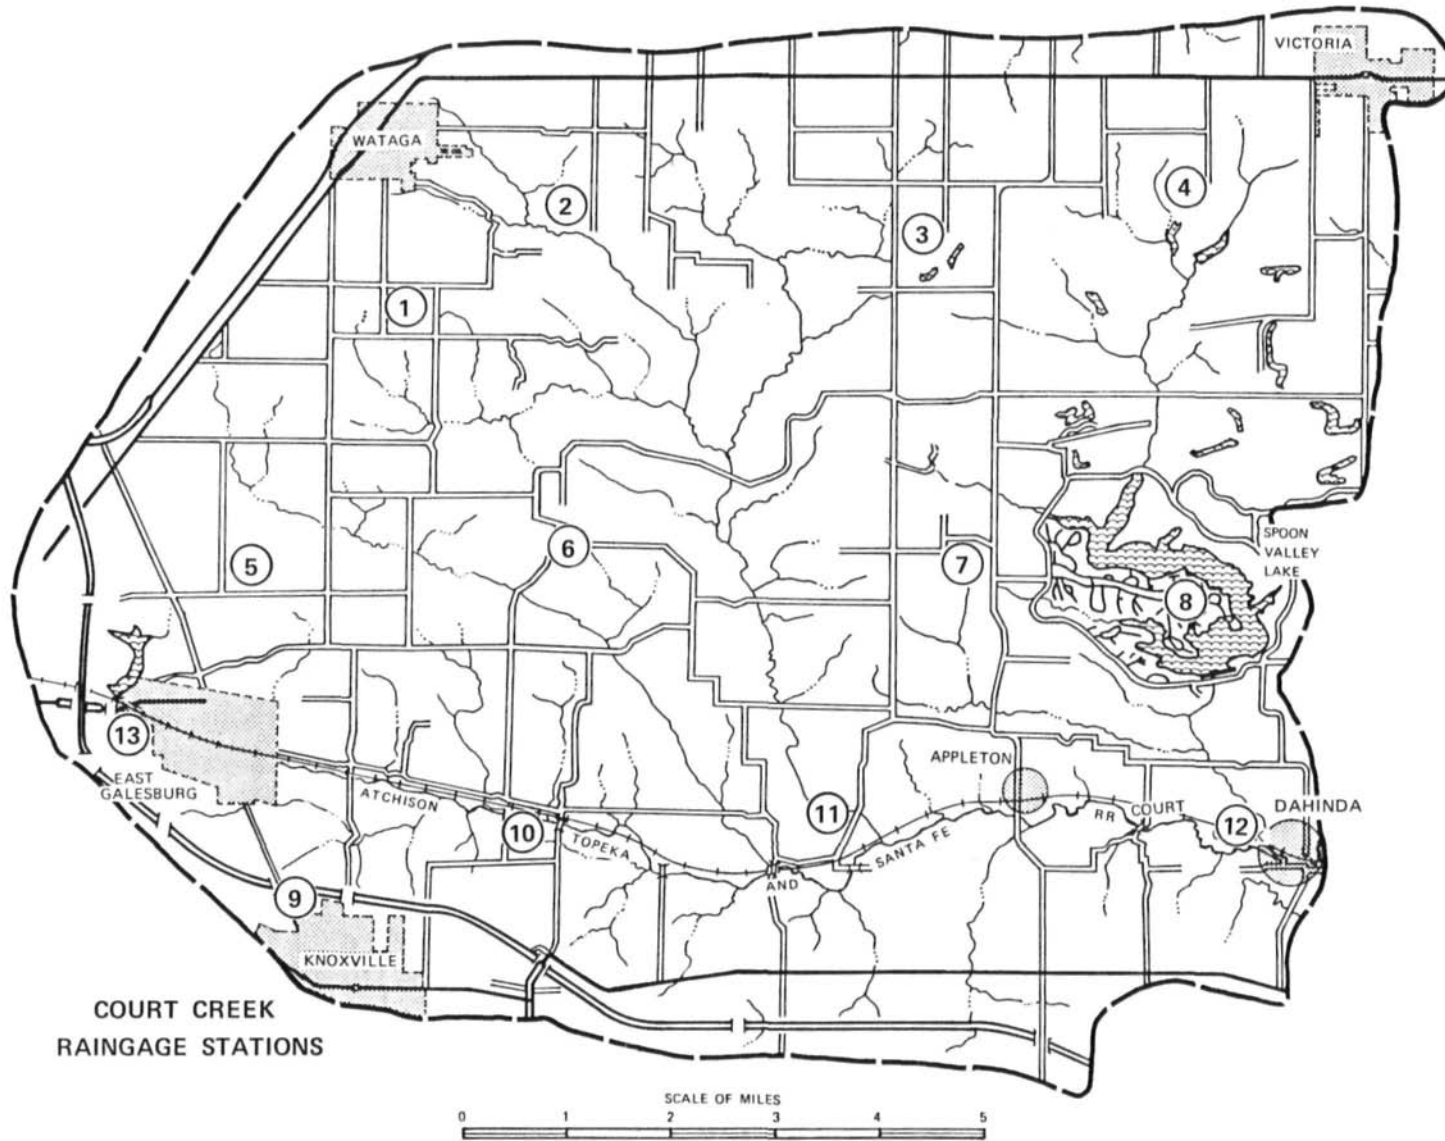 VICTORIA
WATAGA
4
2
3
1
SPOON
VALLEY
LAKE
6
5
7
8
13
EAST
GALESBURG
APPLETON
ATCHISON
11
RR
COURT
12
DAHINDA
10
TOPEKA
SANTA FE
AND
9
KNOXVILLE
COURT CREEK
RAINGAGE STATIONS
SCALE OF MILES
0 1 2 3 4 5